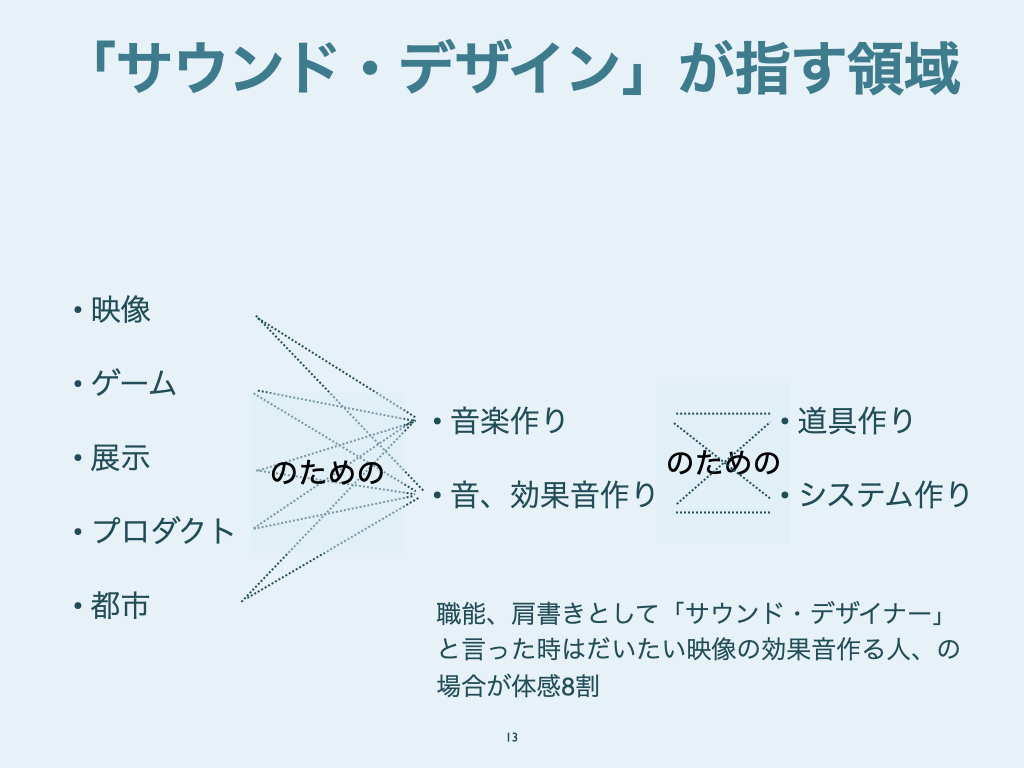 「サウンド・デザイン」が指す領域
• 映像
• ゲーム
• 展示
• プロダクト
• 都市
のための
• 音楽作り
• 音、効果音作り
のための
• 道具作り
• システム作り
職能、肩書きとして「サウンド・デザイナー」
と言った時はだいたい映像の効果音作る人、の
場合が体感8割
13